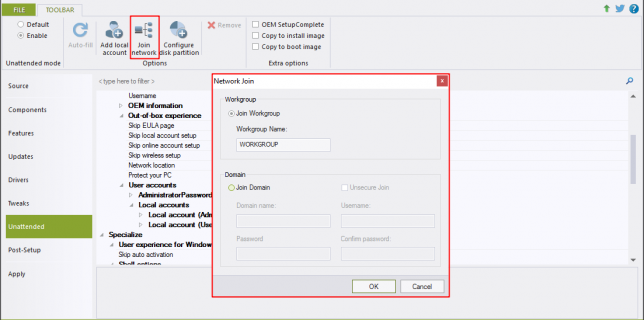 FILE TOOLBAR
Default
Enable
Unattended mode
Auto-fill
Add local account
Join network
Configure disk partition
Remove
Options
OEM SetupComplete
Copy to install image
Copy to boot image
Extra options
Source
Components
Features
Updates
Drivers
Tweaks
Unattended
Post-Setup
Apply
< type here to filter >
Username
OEM information
Out-of-box experience
Skip EULA page
Skip local account setup
Skip online account setup
Skip wireless setup
Network location
Protect your PC
User accounts
AdministratorPassword
Local accounts
Local account (Adm
Local account (Use
Specialize
User experience for Window
Skip auto activation
Shell options
Network Join
x
Workgroup
Join Workgroup
Workgroup Name:
WORKGROUP
Domain
Join Domain
Unsecure Join
Domain name:
Username:
Password
Confirm password:
OK
Cancel